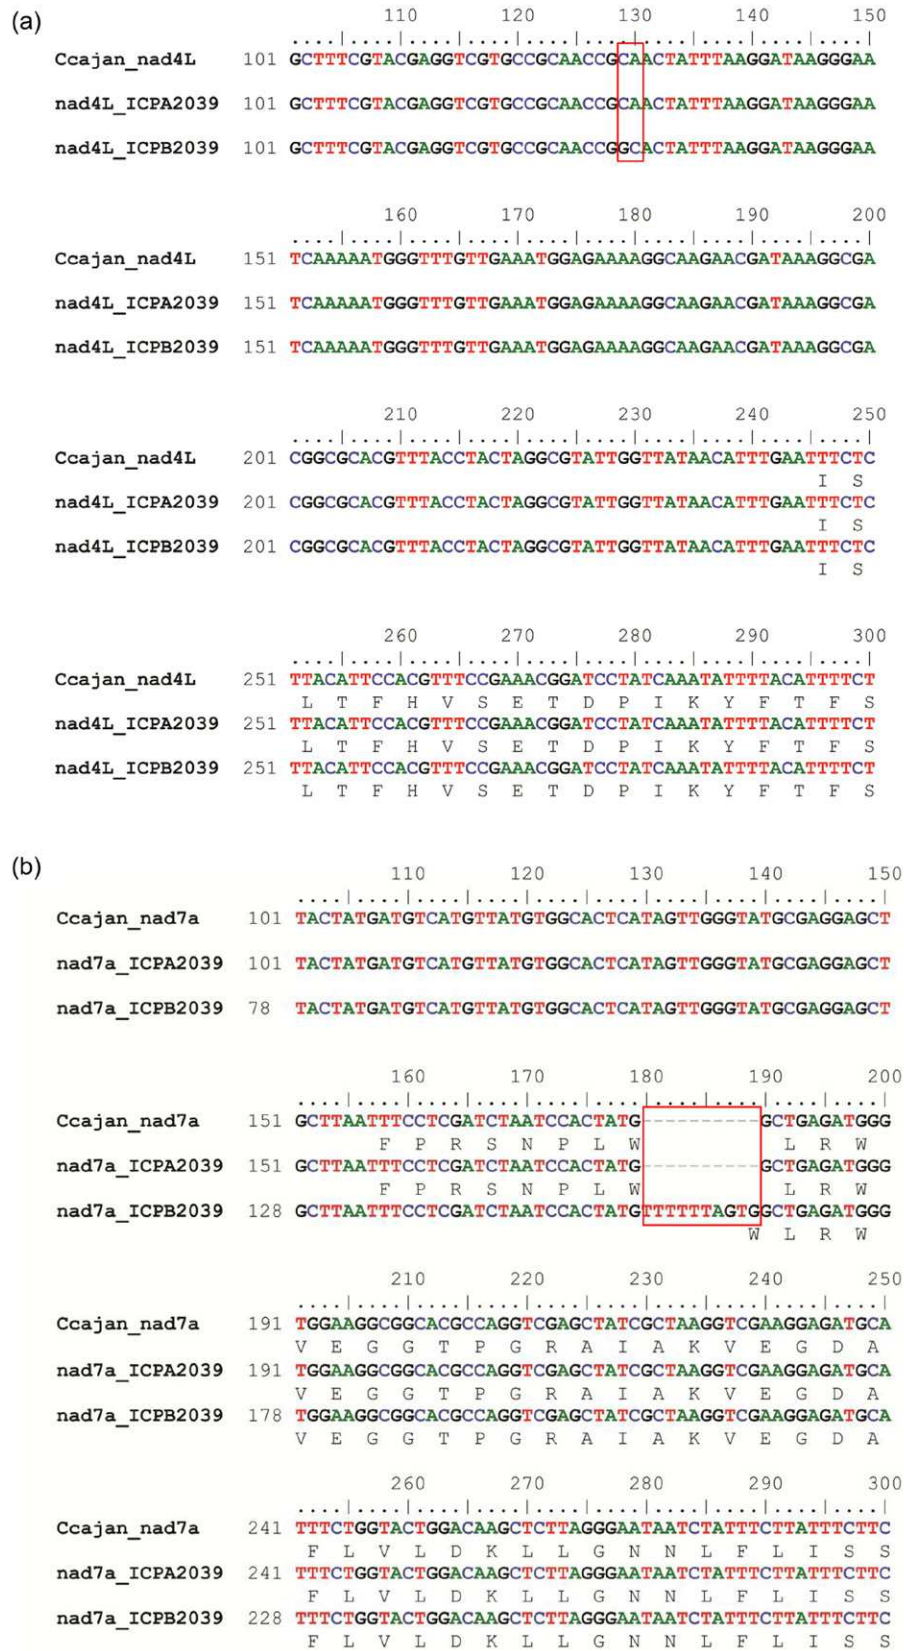 (a)
110 120 130 140 150
Ccajan_nad4L 101 GCTTTCGTACGAGGTCGTGCCGCAACCGCAACTATTTAAGGATAAGGGAA
nad4L_ICPA2039 101 GCTTTCGTACGAGGTCGTGCCGCAACCGCAACTATTTAAGGATAAGGGAA
nad4L_ICPB2039 101 GCTTTCGTACGAGGTCGTGCCGCAACCGGCACTATTTAAGGATAAGGGAA
160 170 180 190 200
Ccajan_nad4L 151 TCAAAAATGGGTTTGTTGAAATGGAGAAAAGGCAAGAACGATAAAGGCGA
nad4L_ICPA2039 151 TCAAAAATGGGTTTGTTGAAATGGAGAAAAGGCAAGAACGATAAAGGCGA
nad4L_ICPB2039 151 TCAAAAATGGGTTTGTTGAAATGGAGAAAAGGCAAGAACGATAAAGGCGA
210 220 230 240 250
Ccajan_nad4L 201 CGGCGCACGTTTACCTACTAGGCGTATTGGTTATAACATTTGAATTTCTC
I S
nad4L_ICPA2039 201 CGGCGCACGTTTACCTACTAGGCGTATTGGTTATAACATTTGAATTTCTC
I S
nad4L_ICPB2039 201 CGGCGCACGTTTACCTACTAGGCGTATTGGTTATAACATTTGAATTTCTC
I S
260 270 280 290 300
Ccajan_nad4L 251 TTACATTCCACGTTTCCGAAACGGATCCTATCAAATATTTTACATTTTCT
L T F H V S E T D P I K Y F T F S
nad4L_ICPA2039 251 TTACATTCCACGTTTCCGAAACGGATCCTATCAAATATTTTACATTTTCT
L T F H V S E T D P I K Y F T F S
nad4L_ICPB2039 251 TTACATTCCACGTTTCCGAAACGGATCCTATCAAATATTTTACATTTTCT
L T F H V S E T D P I K Y F T F S
(b)
110 120 130 140 150
Ccajan_nad7a 101 TACTATGATGTCATGTTATGTGGCACTCATAGTTGGGTATGCGAGGAGCT
nad7a_ICPA2039 101 TACTATGATGTCATGTTATGTGGCACTCATAGTTGGGTATGCGAGGAGCT
nad7a_ICPB2039 78 TACTATGATGTCATGTTATGTGGCACTCATAGTTGGGTATGCGAGGAGCT
160 170 180 190 200
Ccajan_nad7a 151 GCTTAATTTCCTCGATCTAATCCACTATG----------GCTGAGATGGG
F P R S N P L W L R W
nad7a_ICPA2039 151 GCTTAATTTCCTCGATCTAATCCACTATG----------GCTGAGATGGG
F P R S N P L W L R W
nad7a_ICPB2039 128 GCTTAATTTCCTCGATCTAATCCACTATGTTTTTTAGTGGCTGAGATGGG
W L R W
210 220 230 240 250
Ccajan_nad7a 191 TGGAAGGCGGCACGCCAGGTCGAGCTATCGCTAAGGTCGAAGGAGATGCA
V E G G T P G R A I A K V E G D A
nad7a_ICPA2039 191 TGGAAGGCGGCACGCCAGGTCGAGCTATCGCTAAGGTCGAAGGAGATGCA
V E G G T P G R A I A K V E G D A
nad7a_ICPB2039 178 TGGAAGGCGGCACGCCAGGTCGAGCTATCGCTAAGGTCGAAGGAGATGCA
V E G G T P G R A I A K V E G D A
260 270 280 290 300
Ccajan_nad7a 241 TTTCTGGTACTGGACAAGCTCTTAGGGAATAATCTATTTCTTATTTCTTC
F L V L D K L L G N N L F L I S S
nad7a_ICPA2039 241 TTTCTGGTACTGGACAAGCTCTTAGGGAATAATCTATTTCTTATTTCTTC
F L V L D K L L G N N L F L I S S
nad7a_ICPB2039 228 TTTCTGGTACTGGACAAGCTCTTAGGGAATAATCTATTTCTTATTTCTTC
F L V L D K L L G N N L F L I S S